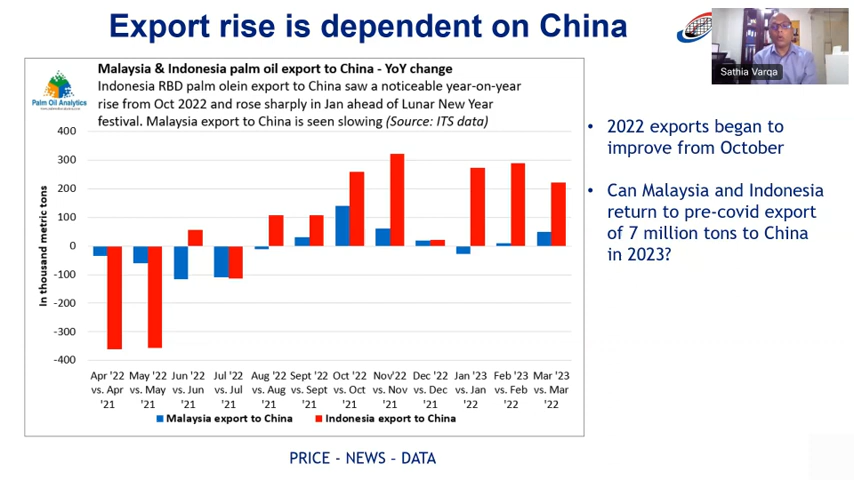 Export rise is dependent on China
Sathia Varqa
Palm Oil Analytics
Malaysia & Indonesia palm oil export to China - YoY change
Indonesia RBD palm olein export to China saw a noticeable year-on-year
rise from Oct 2022 and rose sharply in Jan ahead of Lunar New Year
festival. Malaysia export to China is seen slowing (Source: ITS data)
In thousand metric tons
400
300
200
100
0
-100
-200
-300
-400
Apr '22 May '22 Jun '22 Jul '22 Aug '22 Sept '22 Oct '22 Nov'22 Dec '22 Jan '23 Feb '23 Mar '23
vs. Apr vs. May vs. Jun vs. Jul vs. Aug vs. Sept vs. Oct vs. Nov vs. Dec vs. Jan vs. Feb vs. Mar
'21 '21 '21 '21 '21 '21 '21 '21 '21 '22 '22 '22
Malaysia export to China Indonesia export to China
• 2022 exports began to
improve from October
• Can Malaysia and Indonesia
return to pre-covid export
of 7 million tons to China
in 2023?
PRICE - NEWS - DATA